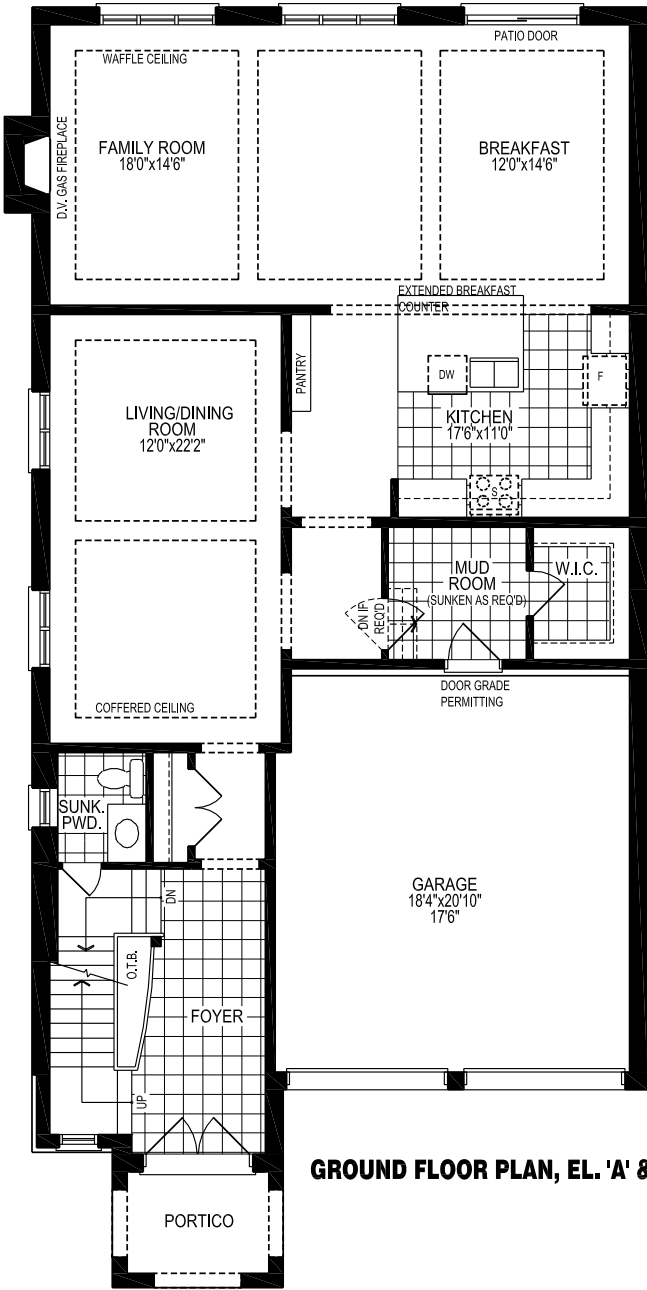 PATIO DOOR
WAFFLE CEILING
D.V. GAS FIREPLACE
FAMILY ROOM
18'0"x14'6"
BREAKFAST
12'0"x14'6"
EXTENDED BREAKFAST
COUNTER
PANTRY
DW
F
LIVING/DINING
ROOM
12'0"x22'2"
KITCHEN
17'6"x11'0"
S
MUD
ROOM
(SUNKEN AS REQ'D)
W.I.C.
DN IF
REQ'D
DOOR GRADE
PERMITTING
COFFERED CEILING
SUNK.
PWD.
DN
GARAGE
18'4"x20'10"
17'6"
O.T.B.
FOYER
UP
GROUND FLOOR PLAN, EL. 'A' &
PORTICO